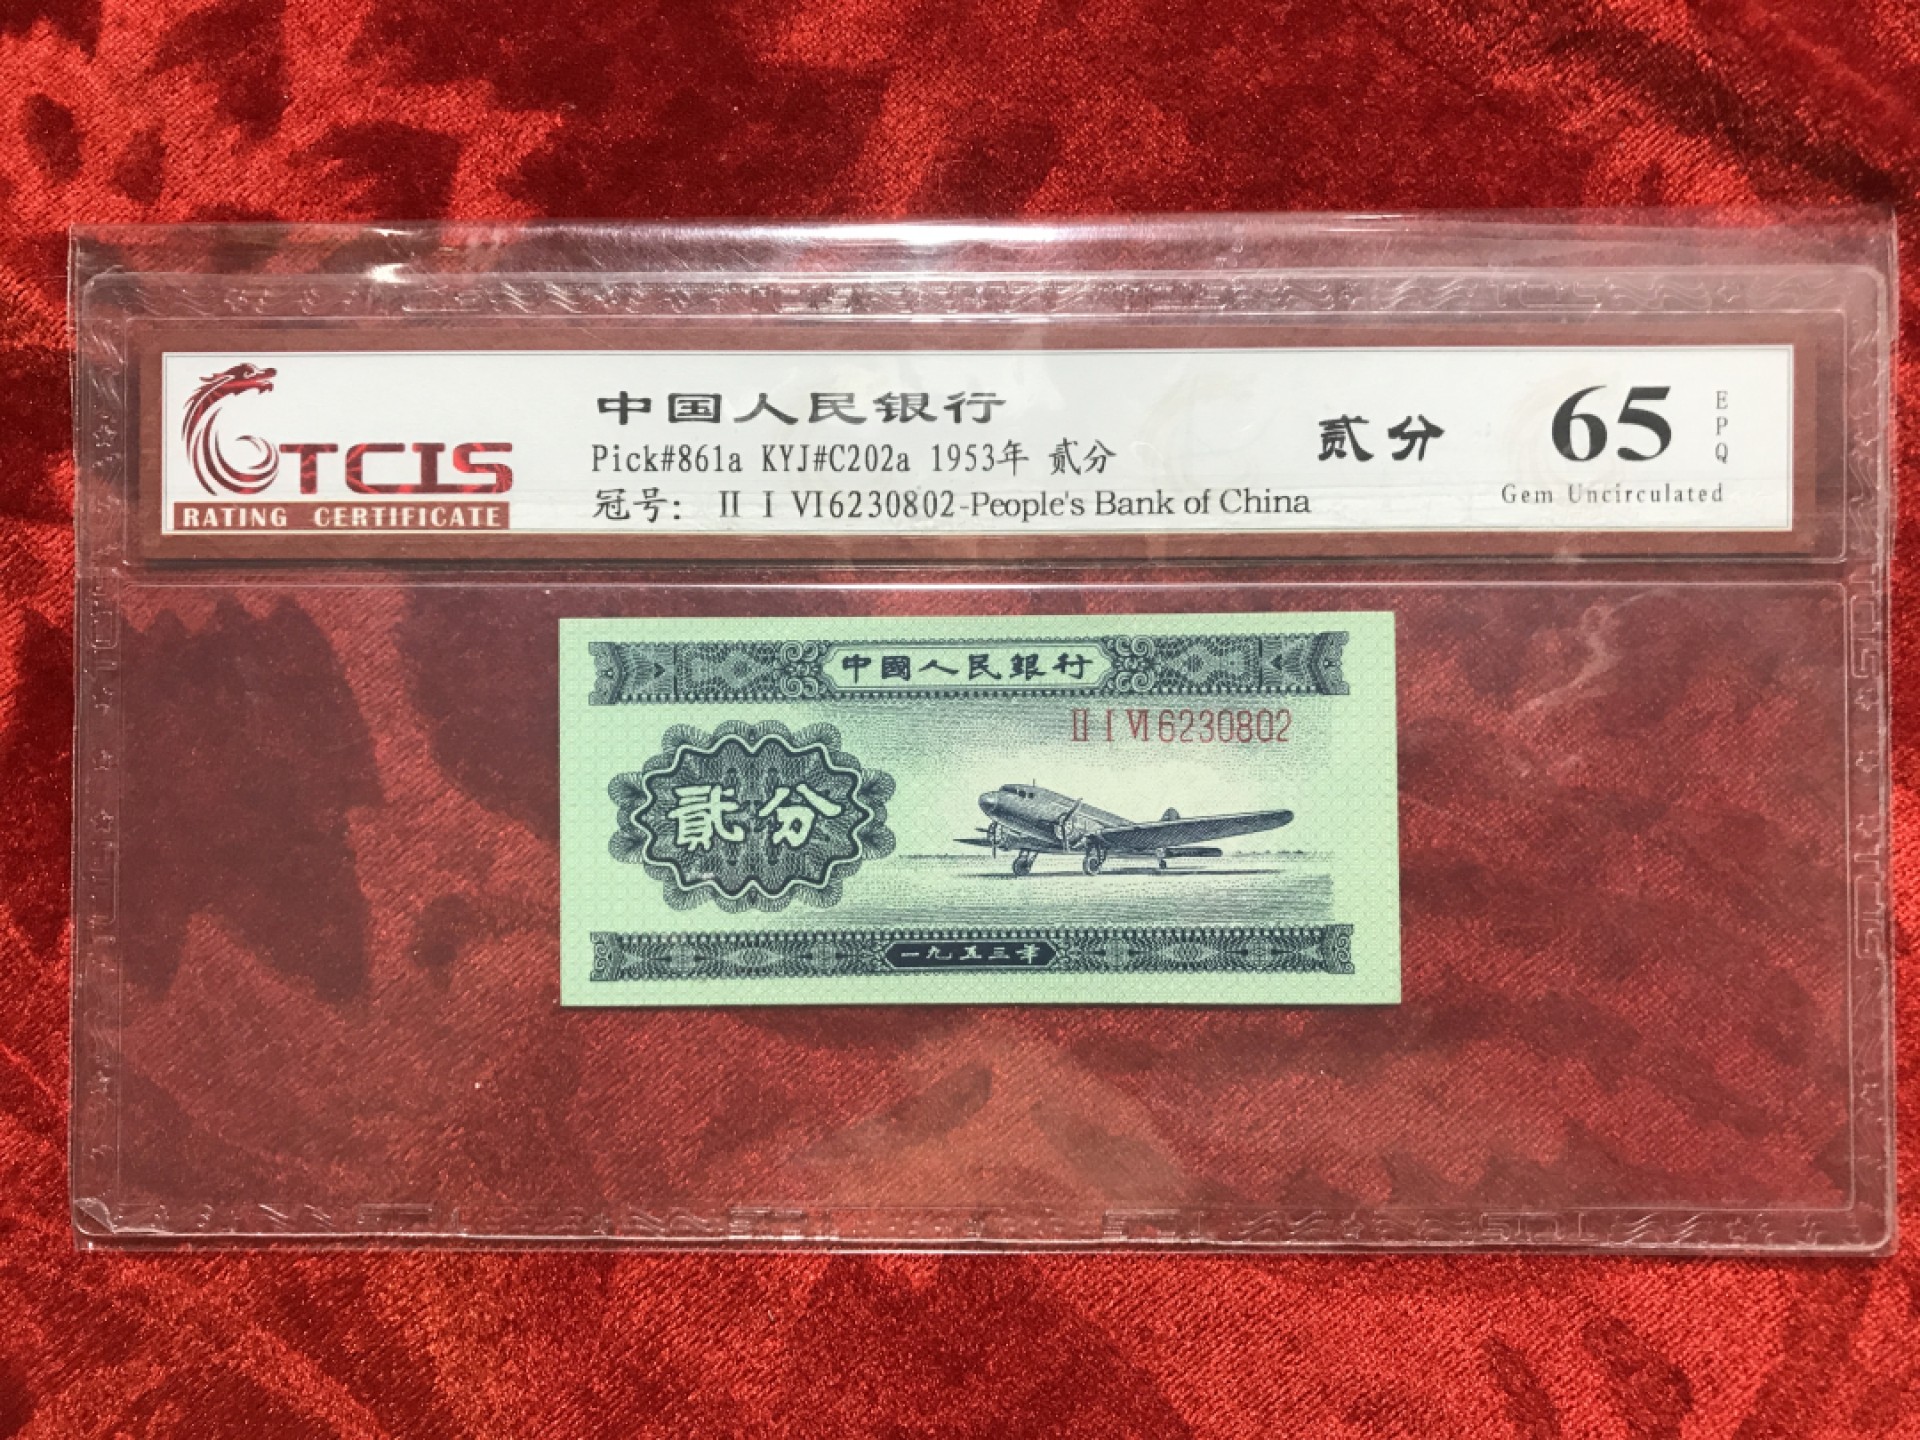 TCIS
RATING CERTIFICATE
中国人民银行
Pick#861a KYJ#C202a 1953年 贰分
冠号: II I VI6230802-People's Bank of China
贰分
65
EPQ
Gem Uncirculated
中國人民銀行
II I VI 6230802
貳分
一九五三年